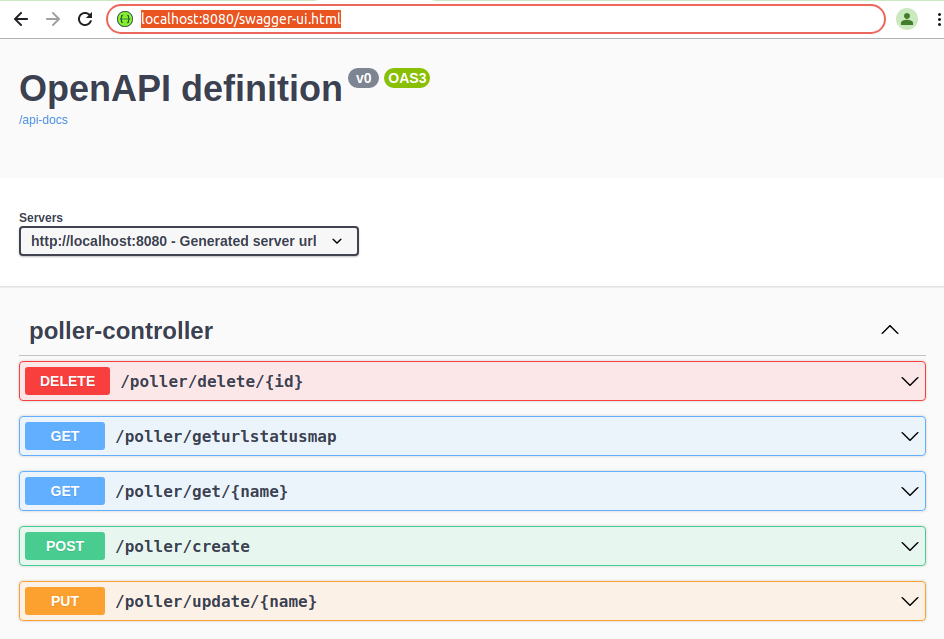 localhost:8080/swagger-ui.html
OpenAPI definition v0 OAS3
/api-docs
Servers
http://localhost:8080 - Generated server url
poller-controller
DELETE /poller/delete/{id}
GET /poller/geturlstatusmap
GET /poller/get/{name}
POST /poller/create
PUT /poller/update/{name}